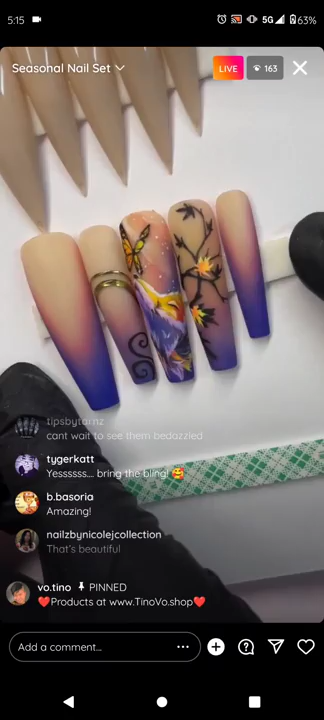 5:15
5G 63%
Seasonal Nail Set
LIVE
163
tipsbytamz
cant wait to see them bedazzled
tygerkatt
Yessssss.... bring the bling! 🥰
b.basoria
Amazing!
nailzbynicolejcollection
That's beautiful
vo.tino PINNED
❤️Products at www.TinoVo.shop❤️
Add a comment...